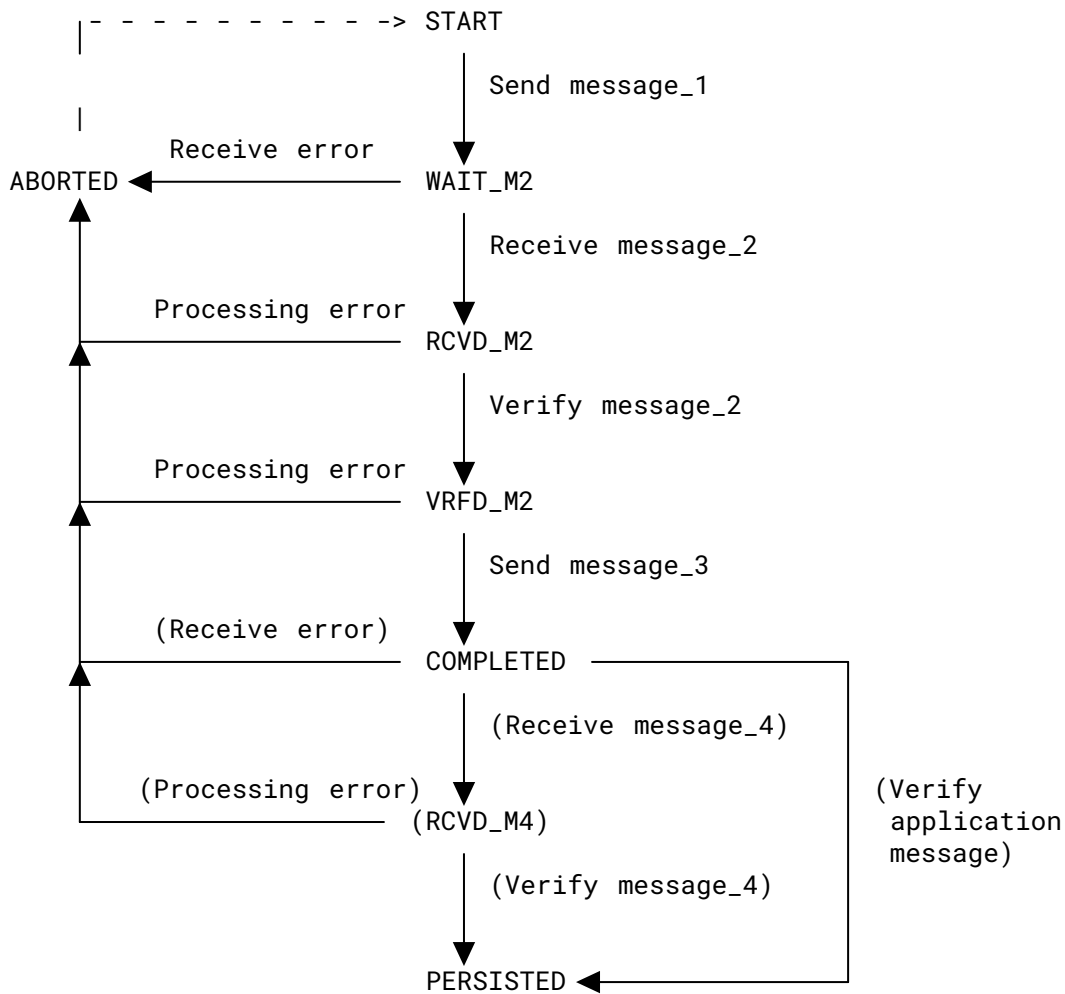 START
Send message_1
Receive error
ABORTED
WAIT_M2
Receive message_2
Processing error
RCVD_M2
Verify message_2
Processing error
VRFD_M2
Send message_3
(Receive error)
COMPLETED
(Receive message_4)
(Processing error)
(Verify
application
message)
(RCVD_M4)
(Verify message_4)
PERSISTED